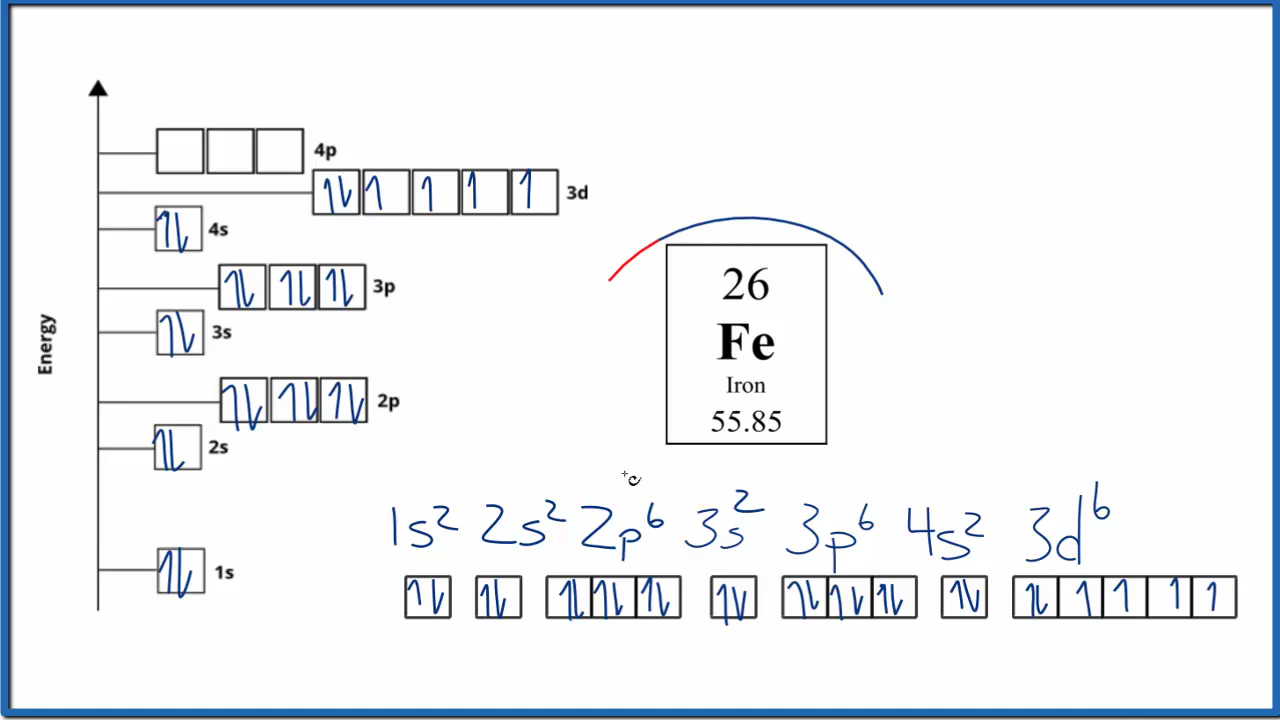 4p
3d
4s
3p
3s
Energy
2p
2s
1s
26
Fe
Iron
55.85
1s² 2s² 2p⁶ 3s² 3p⁶ 4s² 3d⁶